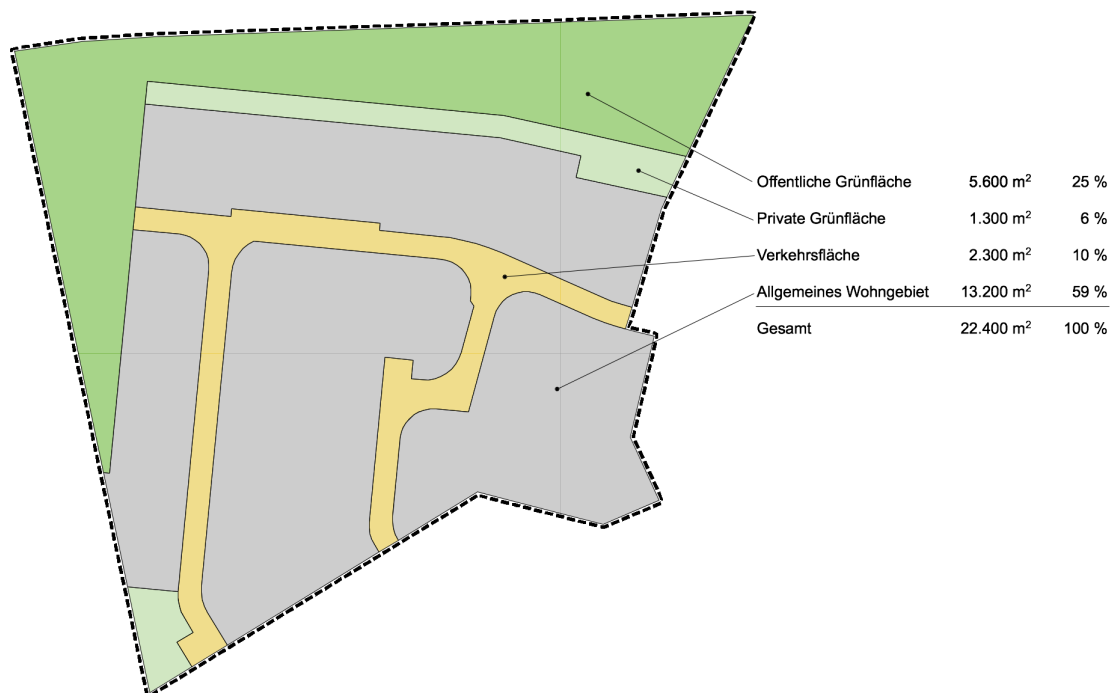 Offentliche Grünfläche 5.600 m² 25 %
Private Grünfläche 1.300 m² 6 %
Verkehrsfläche 2.300 m² 10 %
Allgemeines Wohngebiet 13.200 m² 59 %
Gesamt 22.400 m² 100 %